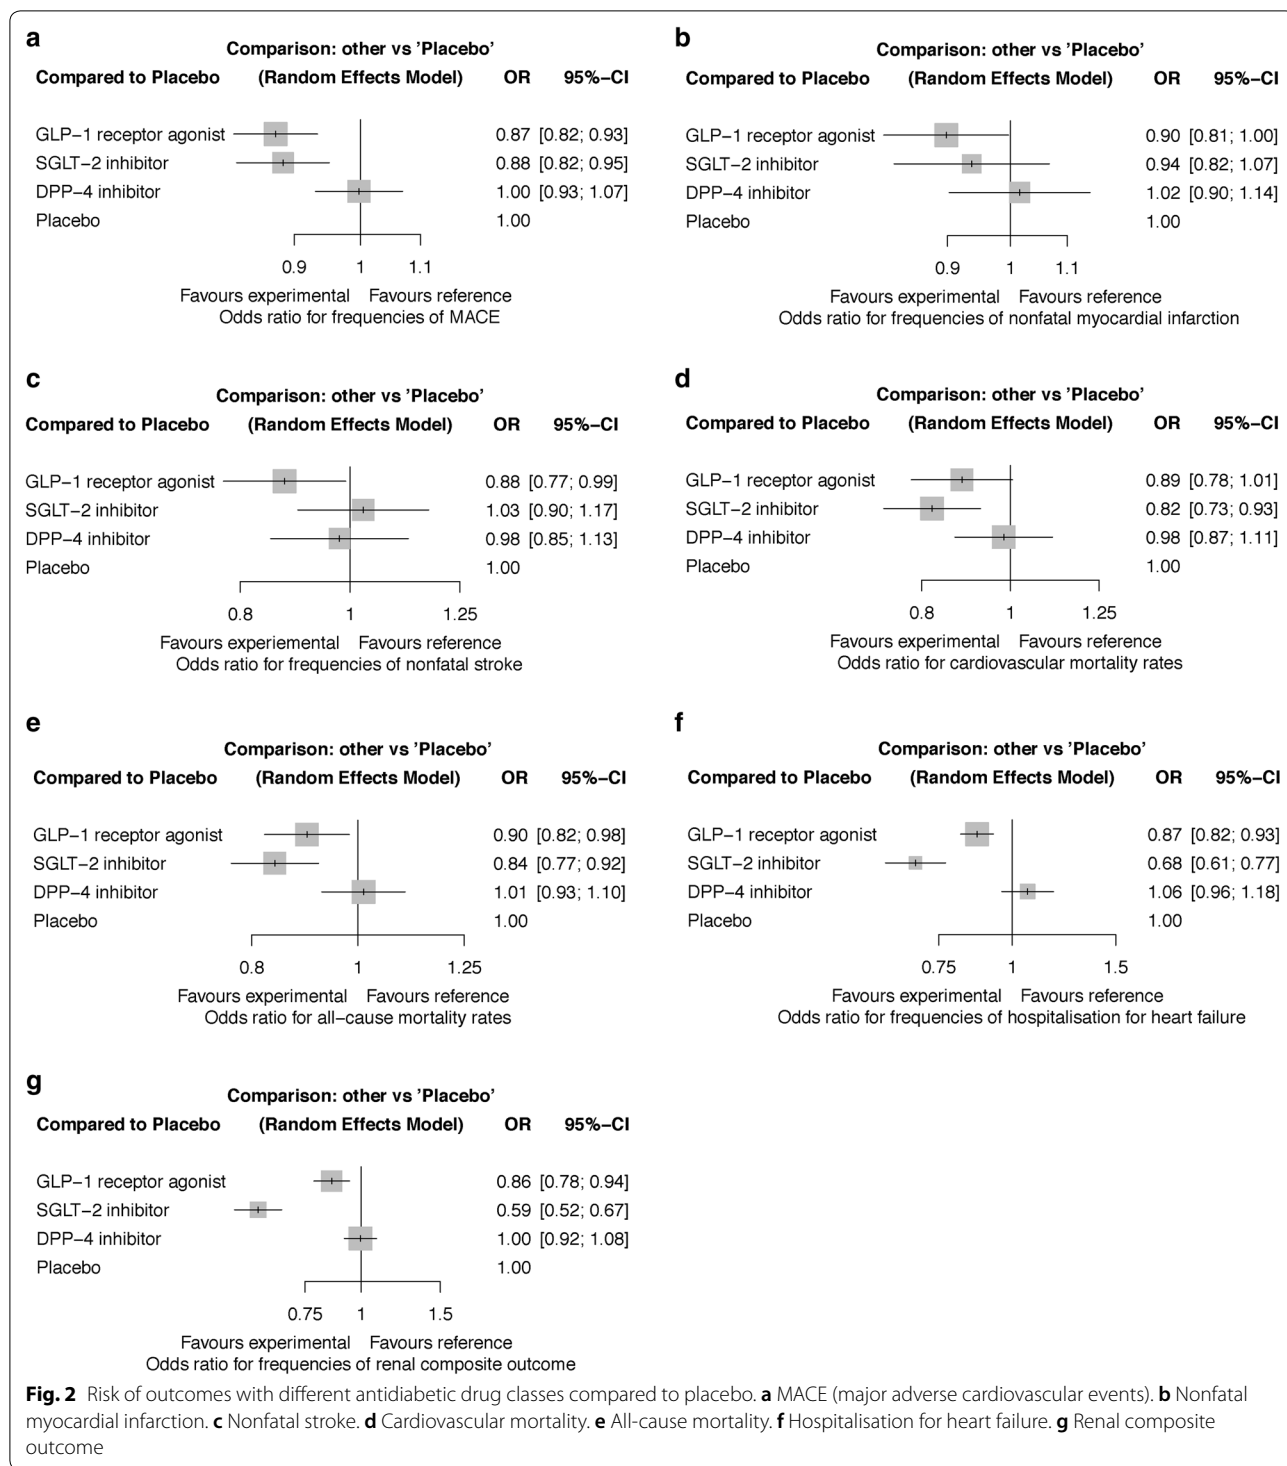 a
Comparison: other vs 'Placebo'
Compared to Placebo (Random Effects Model) OR 95%−CI
GLP−1 receptor agonist 0.87 [0.82; 0.93]
SGLT−2 inhibitor 0.88 [0.82; 0.95]
DPP−4 inhibitor 1.00 [0.93; 1.07]
Placebo 1.00
0.9 1 1.1
Favours experimental Favours reference
Odds ratio for frequencies of MACE
b
Comparison: other vs 'Placebo'
Compared to Placebo (Random Effects Model) OR 95%−CI
GLP−1 receptor agonist 0.90 [0.81; 1.00]
SGLT−2 inhibitor 0.94 [0.82; 1.07]
DPP−4 inhibitor 1.02 [0.90; 1.14]
Placebo 1.00
0.9 1 1.1
Favours experimental Favours reference
Odds ratio for frequencies of nonfatal myocardial infarction
c
Comparison: other vs 'Placebo'
Compared to Placebo (Random Effects Model) OR 95%−CI
GLP−1 receptor agonist 0.88 [0.77; 0.99]
SGLT−2 inhibitor 1.03 [0.90; 1.17]
DPP−4 inhibitor 0.98 [0.85; 1.13]
Placebo 1.00
0.8 1 1.25
Favours experimental Favours reference
Odds ratio for frequencies of nonfatal stroke
d
Comparison: other vs 'Placebo'
Compared to Placebo (Random Effects Model) OR 95%−CI
GLP−1 receptor agonist 0.89 [0.78; 1.01]
SGLT−2 inhibitor 0.82 [0.73; 0.93]
DPP−4 inhibitor 0.98 [0.87; 1.11]
Placebo 1.00
0.8 1 1.25
Favours experimental Favours reference
Odds ratio for cardiovascular mortality rates
e
Comparison: other vs 'Placebo'
Compared to Placebo (Random Effects Model) OR 95%−CI
GLP−1 receptor agonist 0.90 [0.82; 0.98]
SGLT−2 inhibitor 0.84 [0.77; 0.92]
DPP−4 inhibitor 1.01 [0.93; 1.10]
Placebo 1.00
0.8 1 1.25
Favours experimental Favours reference
Odds ratio for all−cause mortality rates
f
Comparison: other vs 'Placebo'
Compared to Placebo (Random Effects Model) OR 95%−CI
GLP−1 receptor agonist 0.87 [0.82; 0.93]
SGLT−2 inhibitor 0.68 [0.61; 0.77]
DPP−4 inhibitor 1.06 [0.96; 1.18]
Placebo 1.00
0.75 1 1.5
Favours experimental Favours reference
Odds ratio for frequencies of hospitalisation for heart failure
g
Comparison: other vs 'Placebo'
Compared to Placebo (Random Effects Model) OR 95%−CI
GLP−1 receptor agonist 0.86 [0.78; 0.94]
SGLT−2 inhibitor 0.59 [0.52; 0.67]
DPP−4 inhibitor 1.00 [0.92; 1.08]
Placebo 1.00
0.75 1 1.5
Favours experimental Favours reference
Odds ratio for frequencies of renal composite outcome
Fig. 2 Risk of outcomes with different antidiabetic drug classes compared to placebo. a MACE (major adverse cardiovascular events). b Nonfatal
myocardial infarction. c Nonfatal stroke. d Cardiovascular mortality. e All-cause mortality. f Hospitalisation for heart failure. g Renal composite
outcome